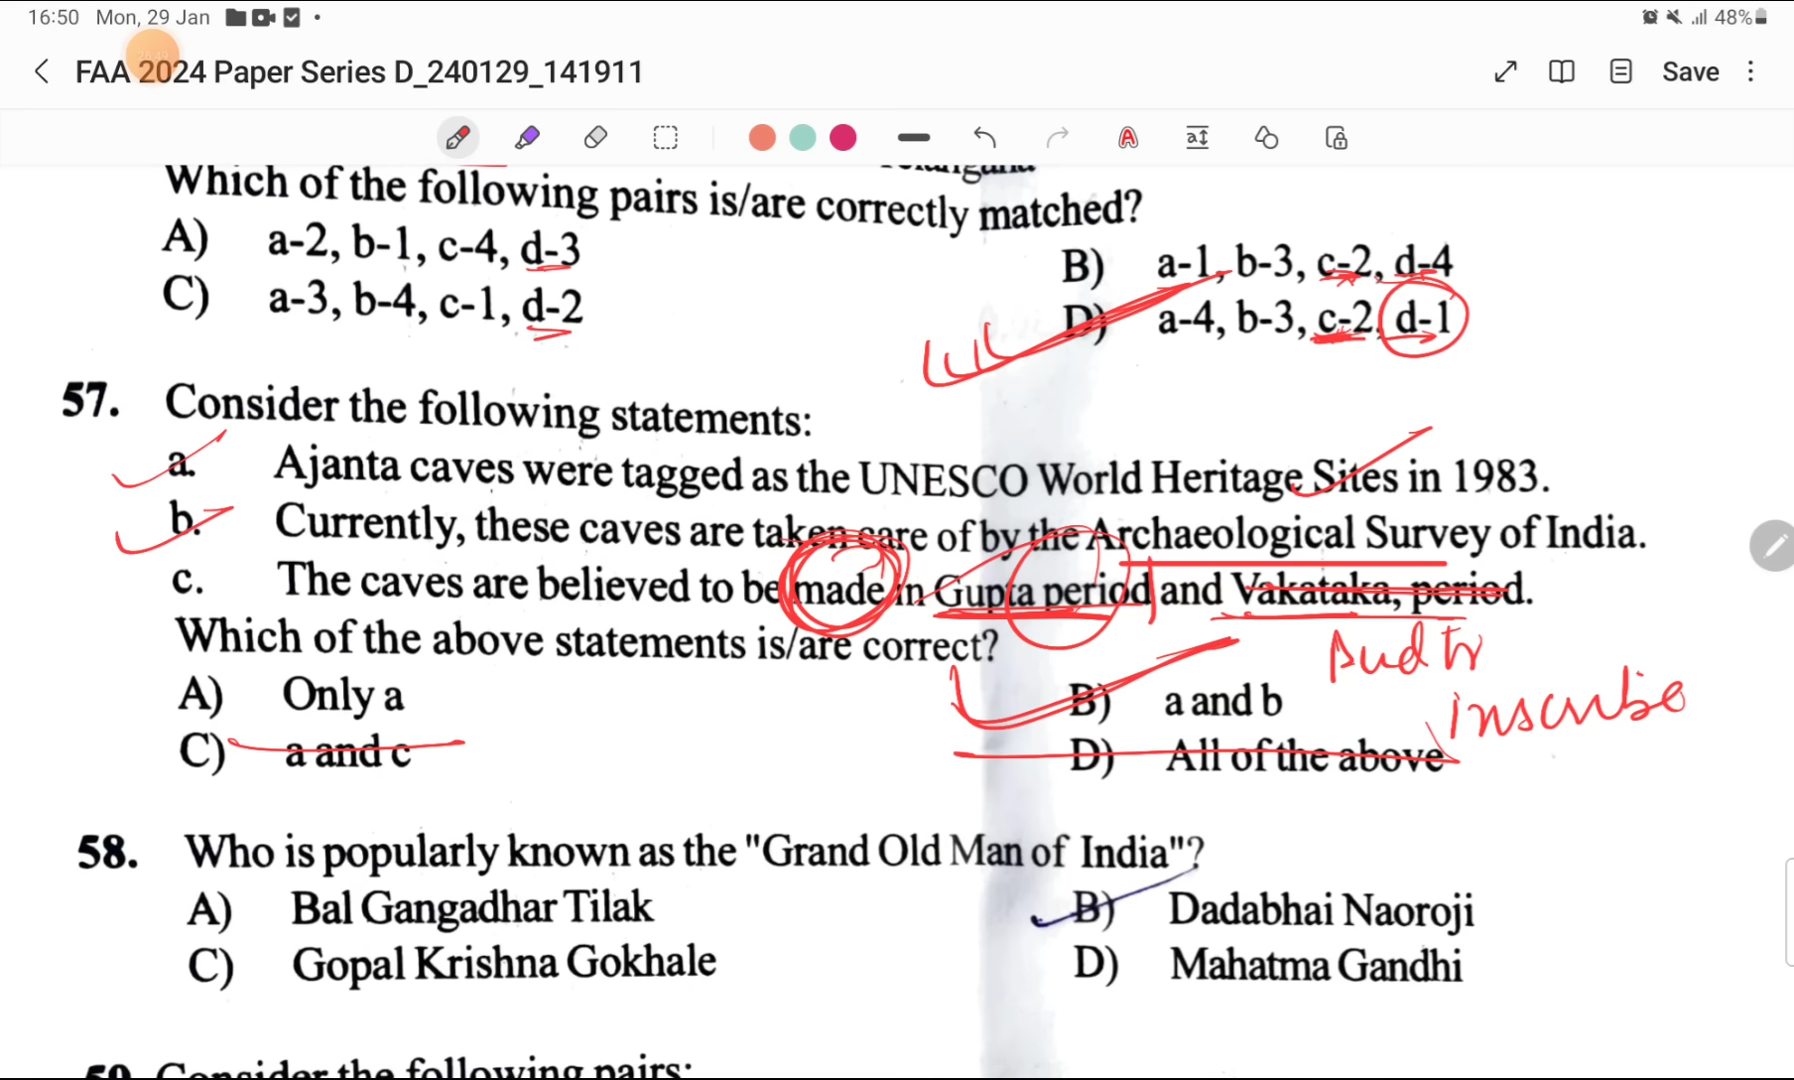 16:50 Mon, 29 Jan
48%
FAA 2024 Paper Series D_240129_141911
Save
Which of the following pairs is/are correctly matched?
A) a-2, b-1, c-4, d-3
B) a-1, b-3, c-2, d-4
C) a-3, b-4, c-1, d-2
D) a-4, b-3, c-2, d-1
57. Consider the following statements:
a. Ajanta caves were tagged as the UNESCO World Heritage Sites in 1983.
b. Currently, these caves are taken care of by the Archaeological Survey of India.
c. The caves are believed to be made in Gupta period and Vakataka, period.
Which of the above statements is/are correct?
A) Only a
B) a and b
C) a and c
D) All of the above
58. Who is popularly known as the "Grand Old Man of India"?
A) Bal Gangadhar Tilak
B) Dadabhai Naoroji
C) Gopal Krishna Gokhale
D) Mahatma Gandhi
59. Consider the following pairs: